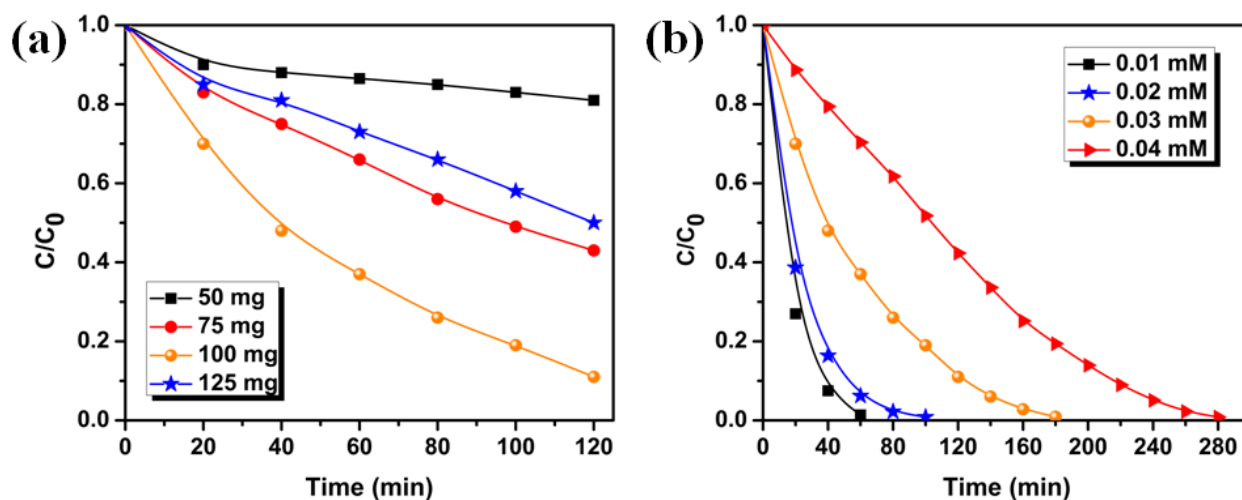 (a)
C/C0
1.0
0.8
0.6
0.4
0.2
0.0
50 mg
75 mg
100 mg
125 mg
0 20 40 60 80 100 120
Time (min)
(b)
C/C0
1.0
0.8
0.6
0.4
0.2
0.0
0.01 mM
0.02 mM
0.03 mM
0.04 mM
0 40 80 120 160 200 240 280
Time (min)